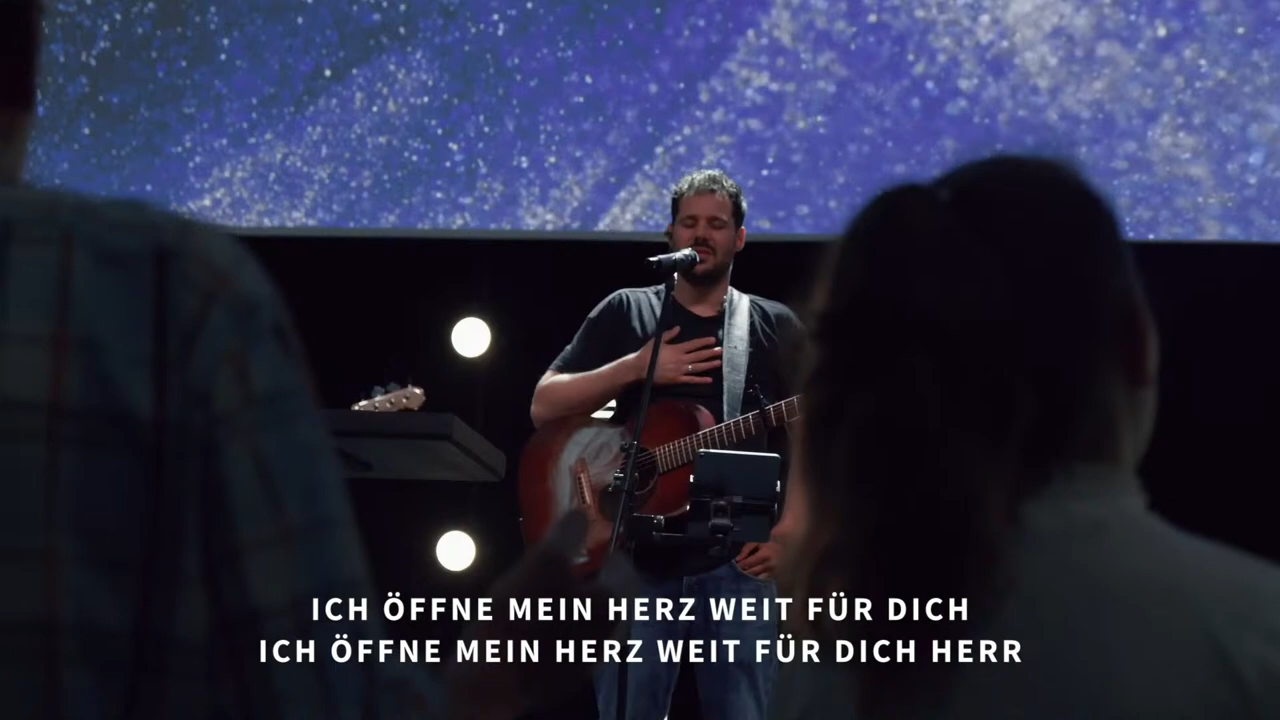 ICH ÖFFNE MEIN HERZ WEIT FÜR DICH
ICH ÖFFNE MEIN HERZ WEIT FÜR DICH HERR